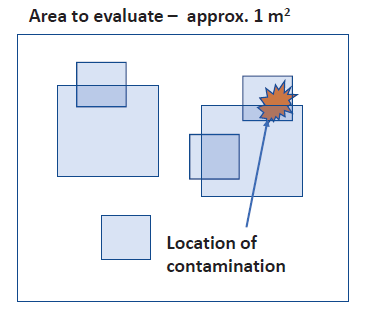 Area to evaluate – approx. 1 m²
Location of
contamination